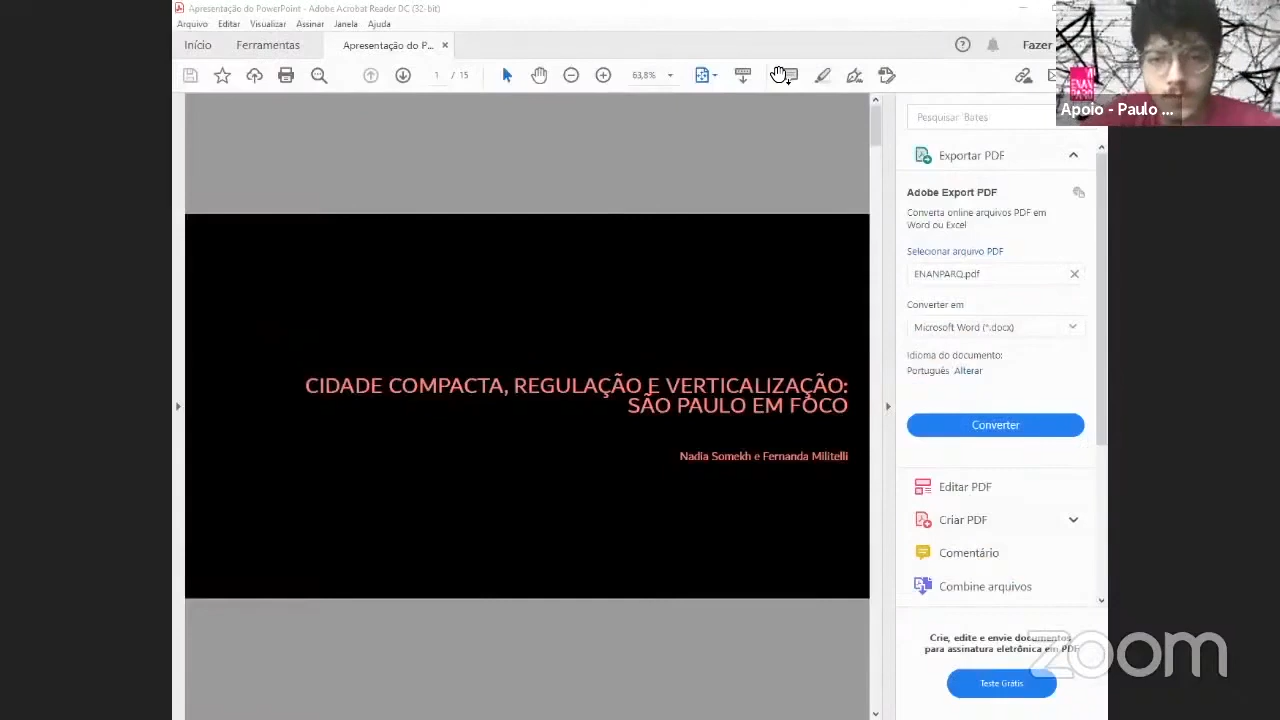 Apresentação do PowerPoint - Adobe Acrobat Reader DC (32-bit)
Arquivo Editar Visualizar Assinar Janela Ajuda
Início Ferramentas Apresentação do P... × Fazer
1 / 15 63,8%
Pesquisar Bates
Exportar PDF
Adobe Export PDF
Converta online arquivos PDF em
Word ou Excel
Selecionar arquivo PDF
ENANPARQ.pdf
Converter em
Microsoft Word (*.docx)
Idioma do documento:
Português Alterar
Converter
Editar PDF
Criar PDF
Comentário
Combine arquivos
Crie, edite e envie documentos
para assinatura eletrônica em PDF
Teste Grátis
CIDADE COMPACTA, REGULAÇÃO E VERTICALIZAÇÃO:
SÃO PAULO EM FOCO
Nadia Somekh e Fernanda Militelli
ENAN
PARQ
Apoio - Paulo ...
zoom